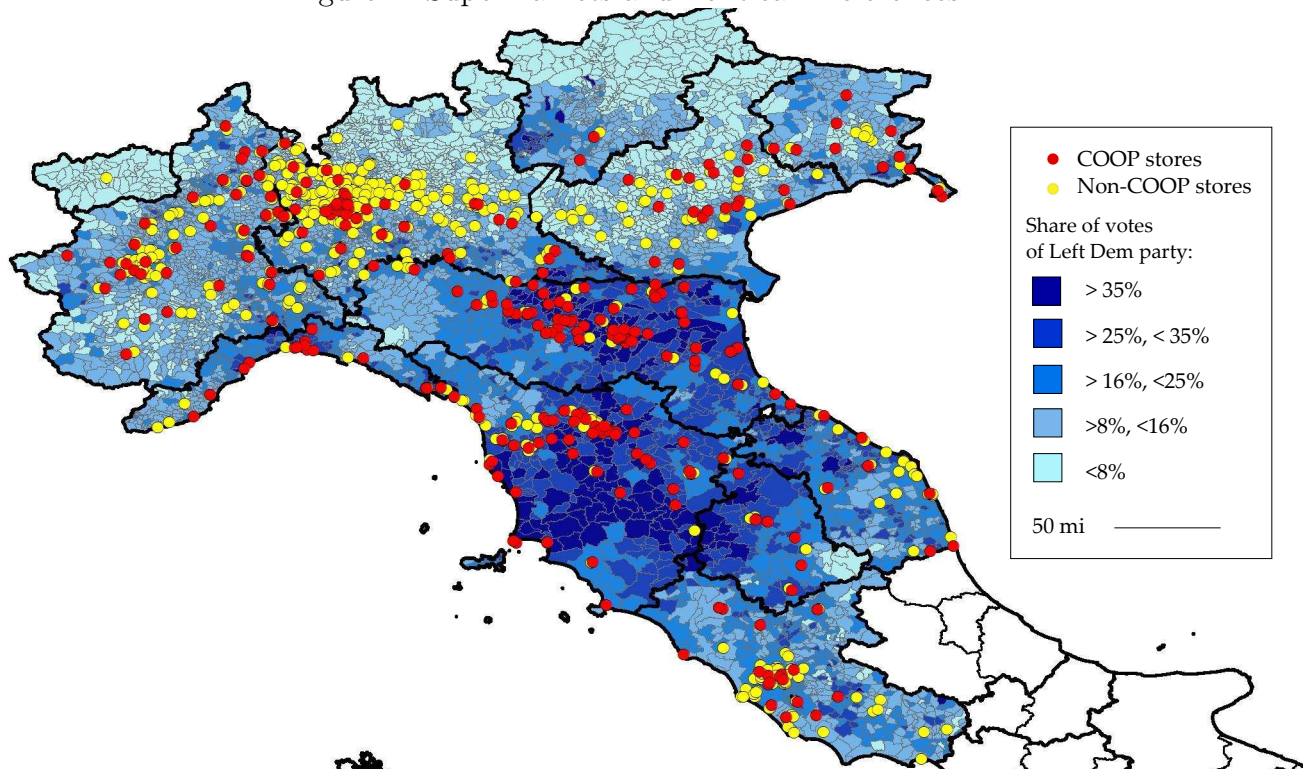 COOP stores
Non-COOP stores
Share of votes
of Left Dem party:
> 35%
> 25%, < 35%
> 16%, <25%
>8%, <16%
<8%
50 mi